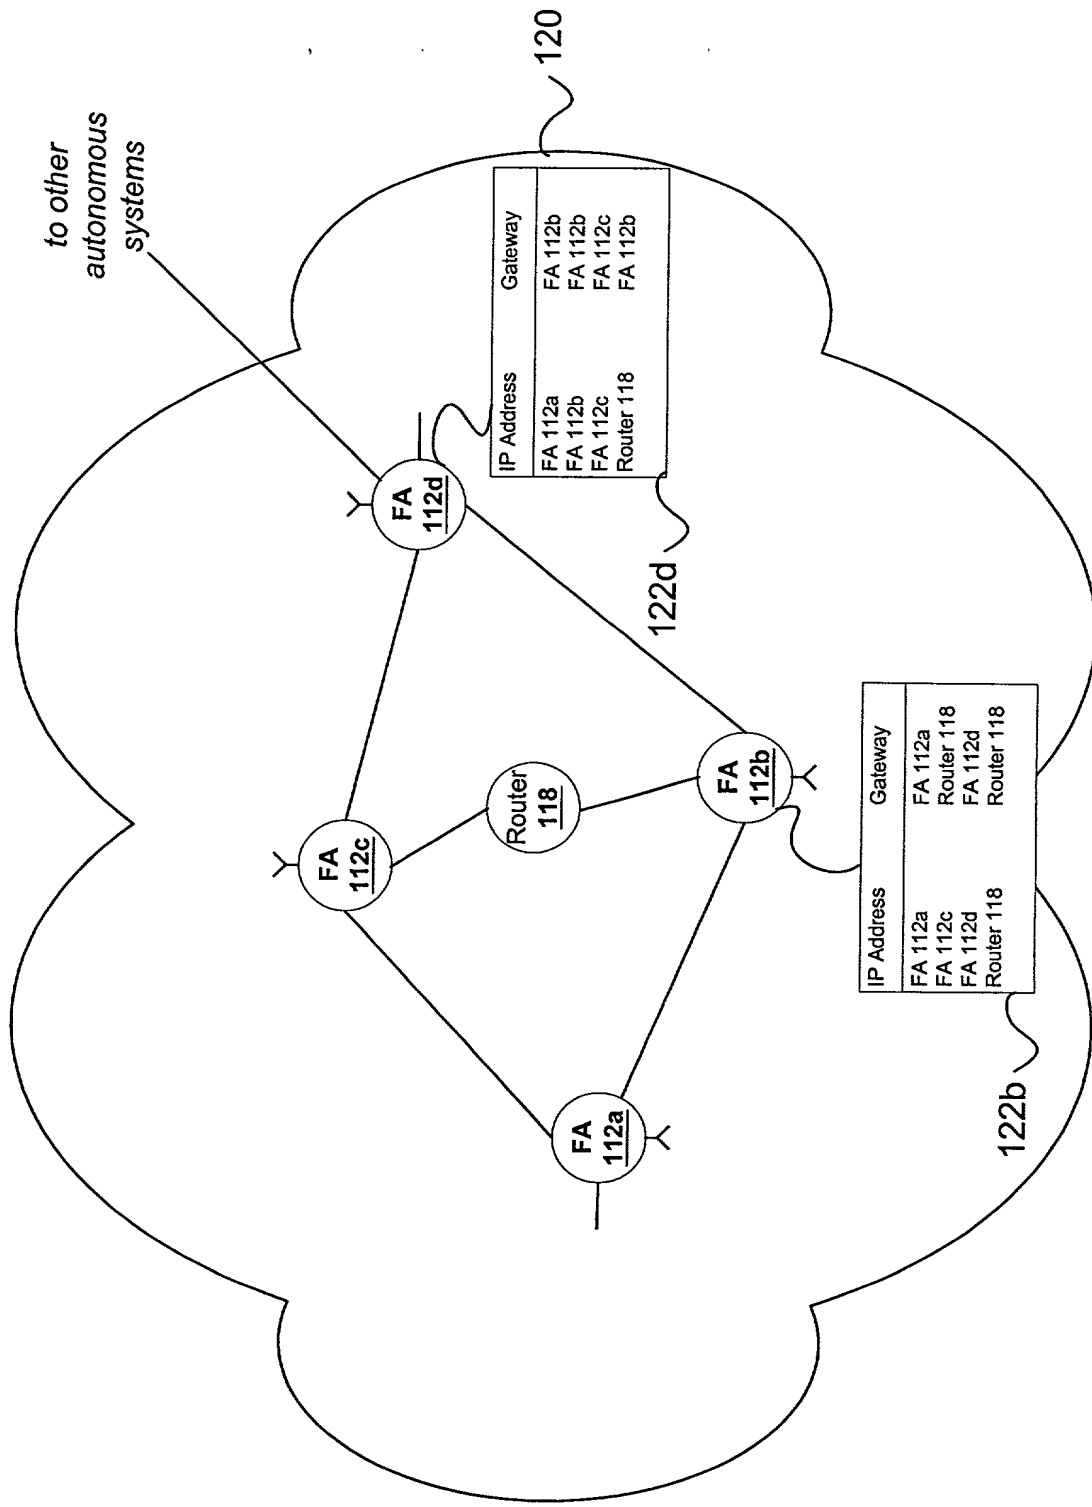 to other
autonomous
systems
120
FA
112d
IP Address Gateway
FA 112a FA 112b
FA 112b FA 112b
FA 112c FA 112c
Router 118 FA 112b
122d
FA
112c
Router
118
FA
112b
FA
112a
IP Address Gateway
FA 112a FA 112a
FA 112c Router 118
FA 112d FA 112d
Router 118 Router 118
122b